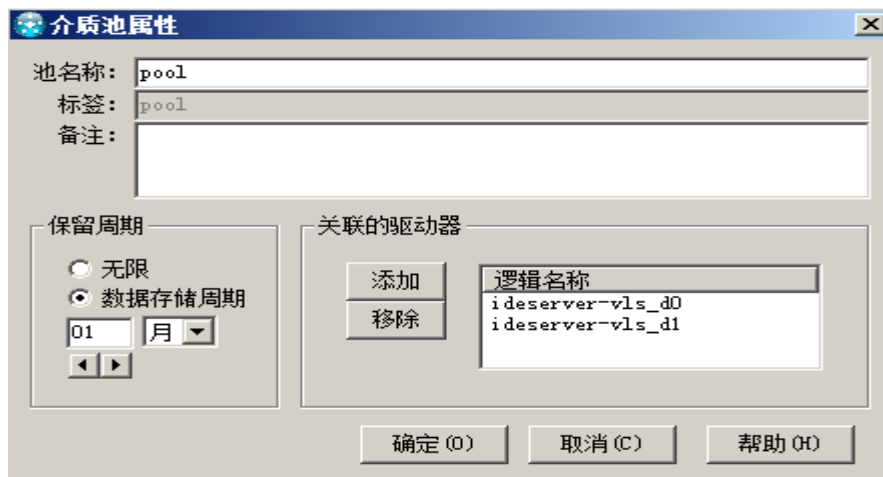 介质池属性
池名称: pool
标签: pool
备注:
保留周期
无限
数据存储周期
01 月
关联的驱动器
添加
移除
逻辑名称
ideserver-vls_d0
ideserver-vls_d1
确定(O) 取消(C) 帮助(H)